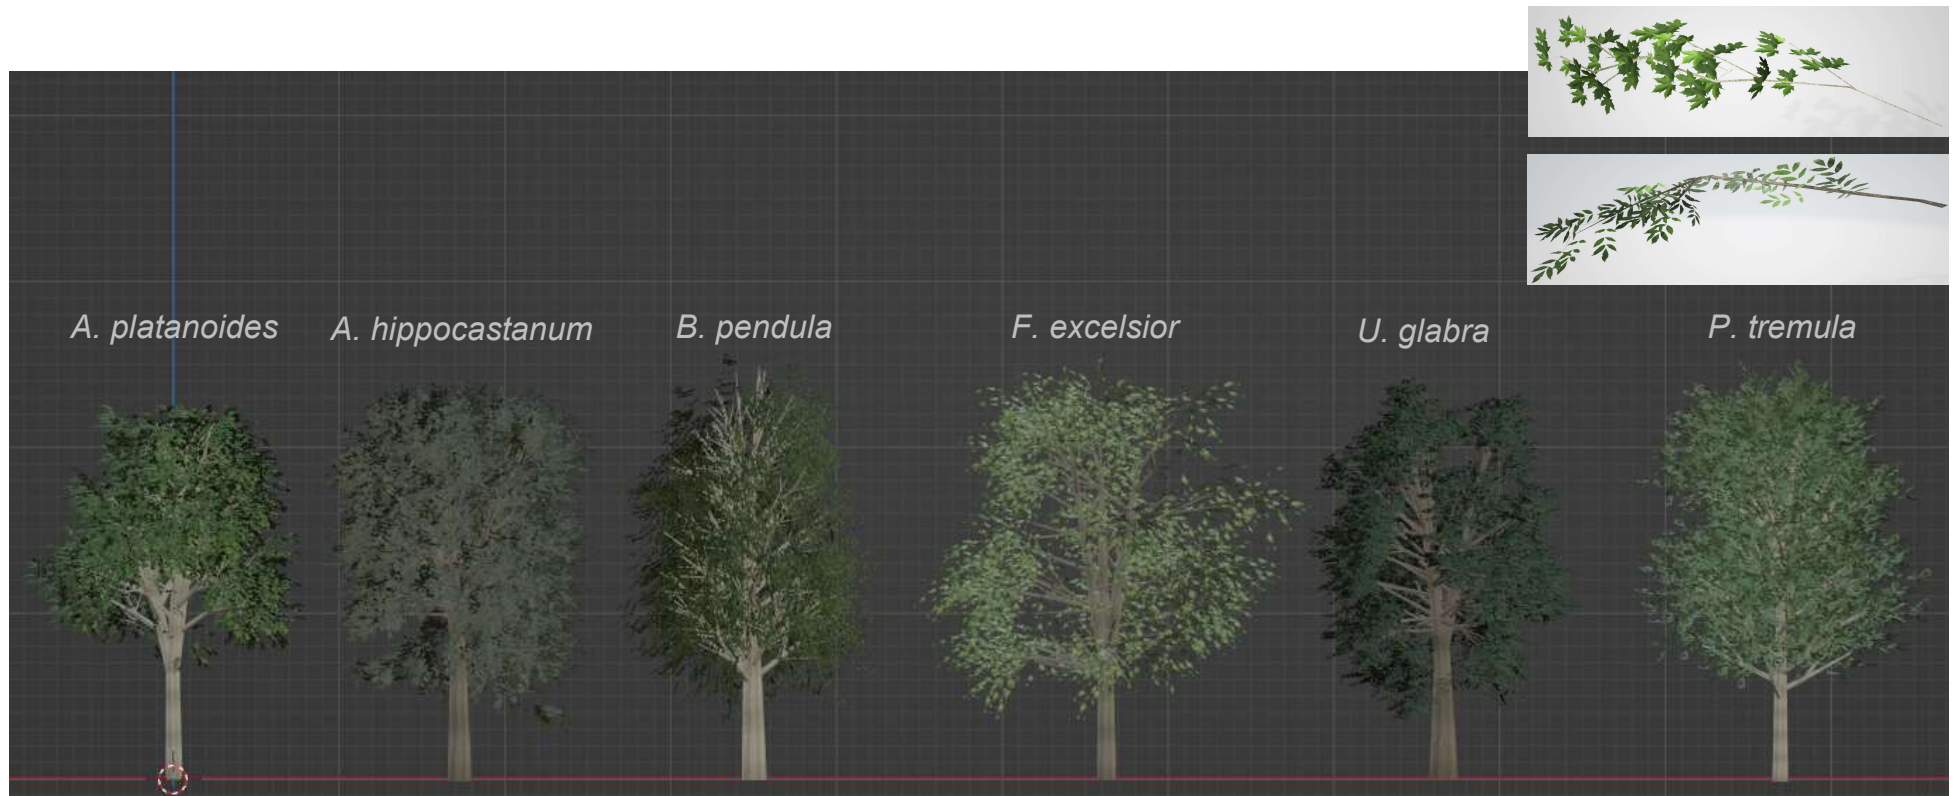 A. platanoides
A. hippocastanum
B. pendula
F. excelsior
U. glabra
P. tremula